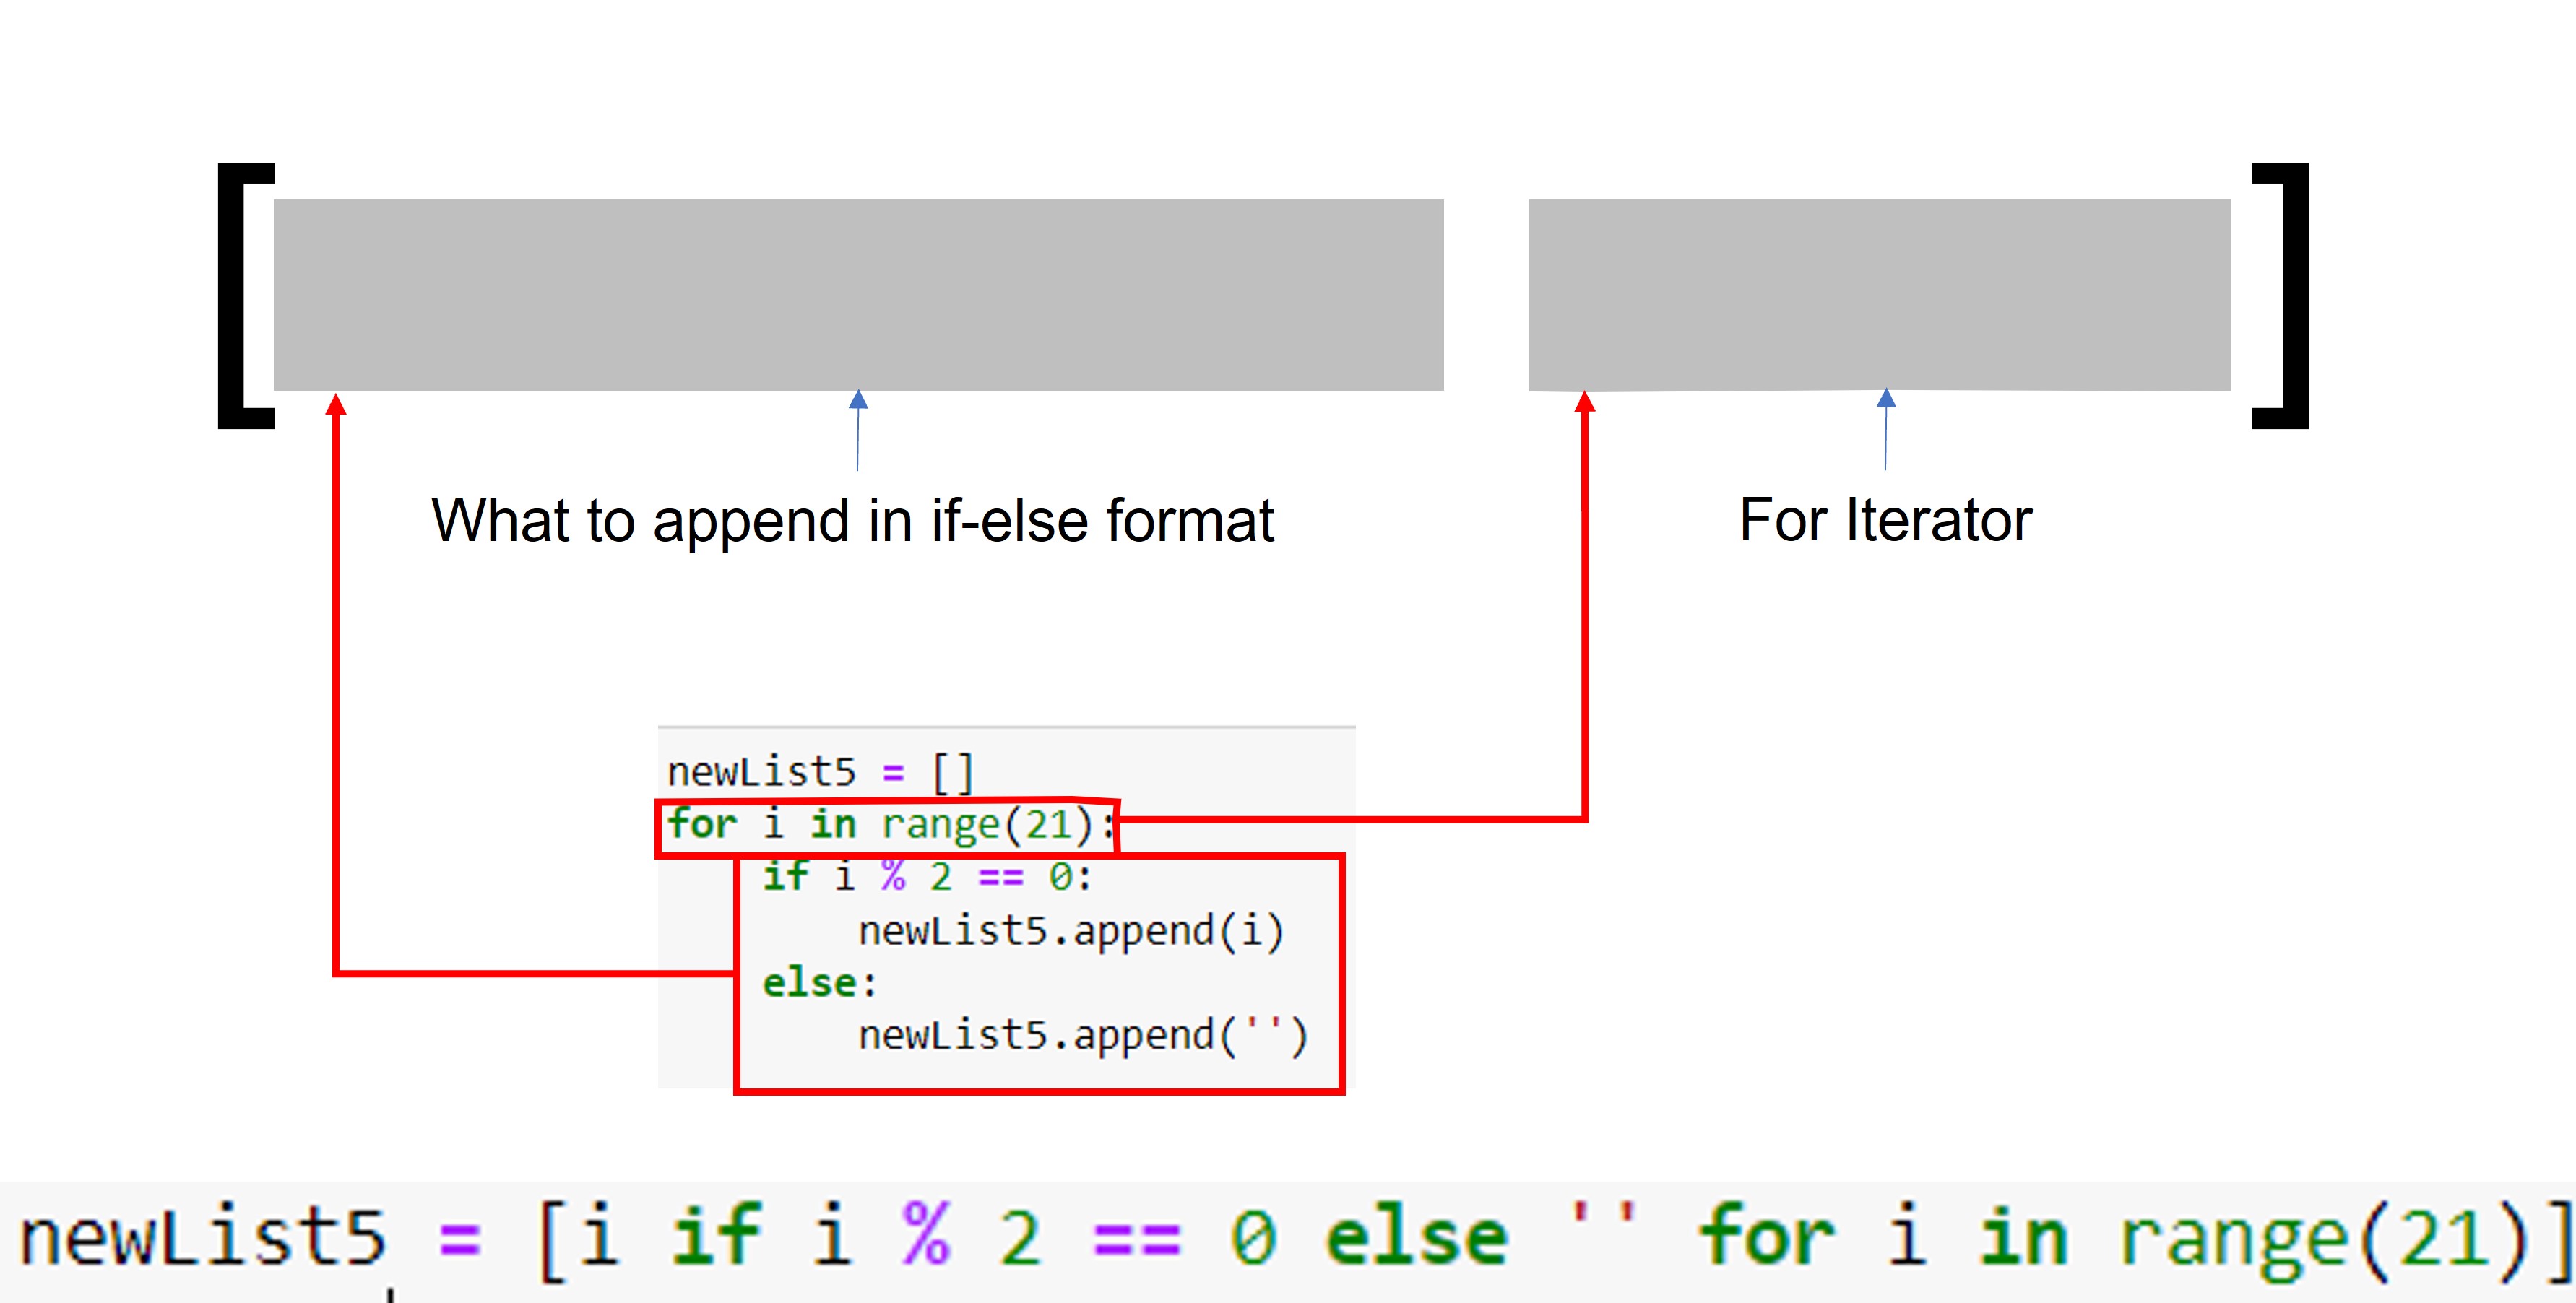 [ ]
What to append in if-else format
For Iterator
newList5 = []
for i in range(21):
if i % 2 == 0:
newList5.append(i)
else:
newList5.append('')
newList5 = [i if i % 2 == 0 else '' for i in range(21)]